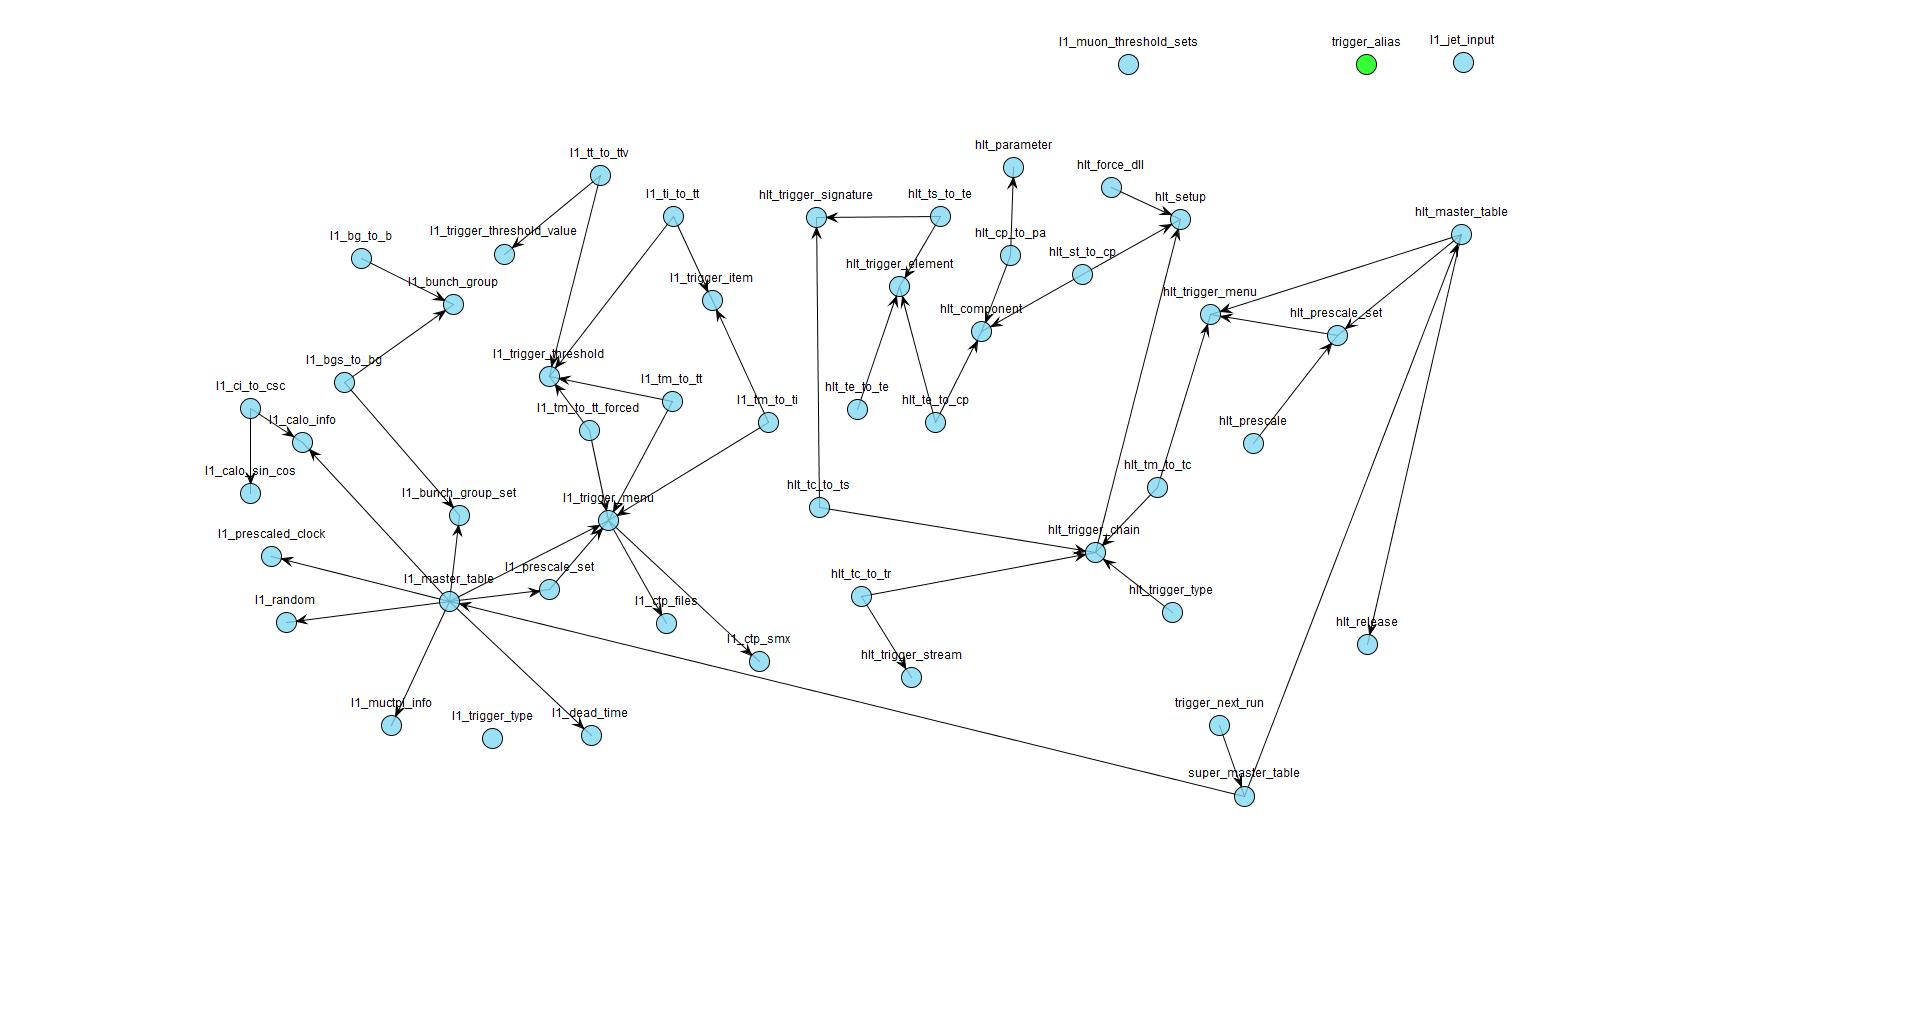 l1_jet_input
l1_muon_threshold_sets
trigger_alias
hlt_parameter
l1_tt_to_ttv
hlt_force_dll
l1_ti_to_tt
hlt_trigger_signature
hlt_ts_to_te
hlt_setup
hlt_master_table
l1_trigger_threshold_value
hlt_cp_to_pa
l1_bg_to_b
hlt_st_to_cp
hlt_trigger_element
l1_trigger_item
l1_bunch_group
hlt_trigger_menu
hlt_component
hlt_prescale_set
l1_trigger_threshold
l1_bgs_to_bg
l1_tm_to_tt
l1_ci_to_csc
hlt_te_to_te
l1_tm_to_ti
hlt_te_to_cp
l1_tm_to_tt_forced
l1_calo_info
hlt_prescale
hlt_tm_to_tc
l1_calo_sin_cos
hlt_tc_to_ts
l1_bunch_group_set
l1_trigger_menu
hlt_trigger_chain
l1_prescaled_clock
l1_prescale_set
hlt_tc_to_tr
l1_master_table
hlt_trigger_type
l1_random
l1_ctp_files
hlt_release
l1_ctp_smx
hlt_trigger_stream
l1_muctpi_info
trigger_next_run
l1_dead_time
l1_trigger_type
super_master_table